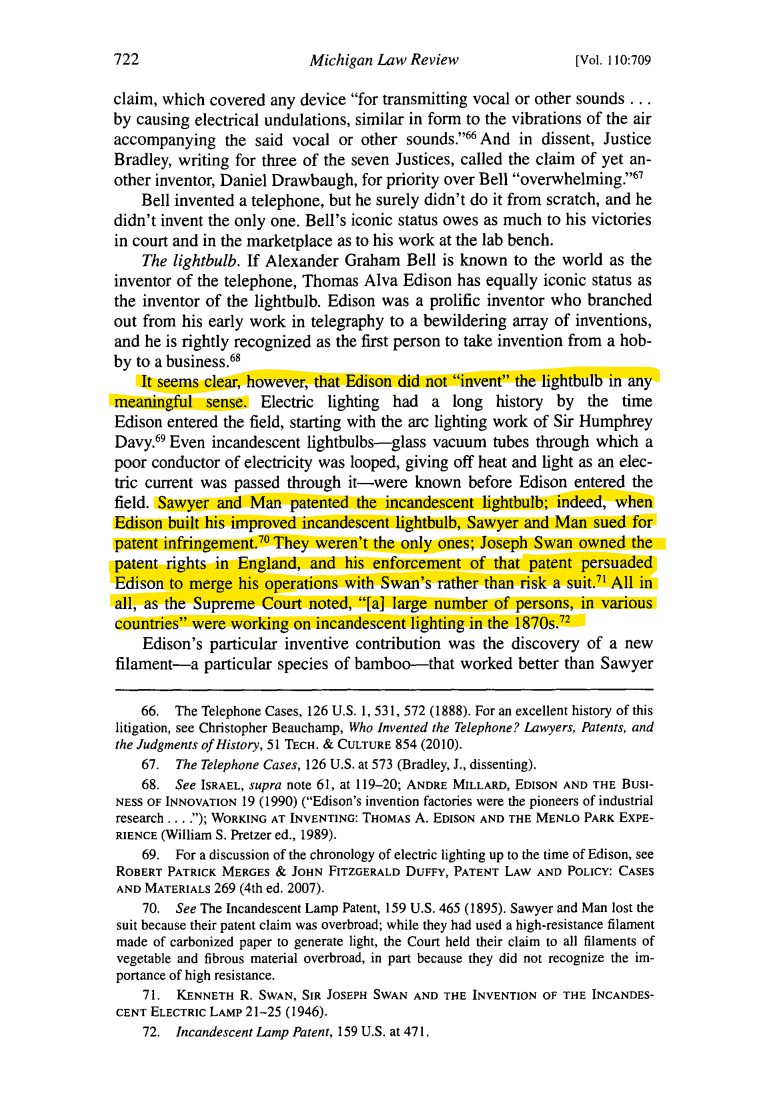 722 Michigan Law Review [Vol. 110:709
claim, which covered any device “for transmitting vocal or other sounds . . .
by causing electrical undulations, similar in form to the vibrations of the air
accompanying the said vocal or other sounds.”66 And in dissent, Justice
Bradley, writing for three of the seven Justices, called the claim of yet an-
other inventor, Daniel Drawbaugh, for priority over Bell “overwhelming.”67
Bell invented a telephone, but he surely didn’t do it from scratch, and he
didn’t invent the only one. Bell’s iconic status owes as much to his victories
in court and in the marketplace as to his work at the lab bench.
The lightbulb. If Alexander Graham Bell is known to the world as the
inventor of the telephone, Thomas Alva Edison has equally iconic status as
the inventor of the lightbulb. Edison was a prolific inventor who branched
out from his early work in telegraphy to a bewildering array of inventions,
and he is rightly recognized as the first person to take invention from a hob-
by to a business.68
It seems clear, however, that Edison did not “invent” the lightbulb in any
meaningful sense. Electric lighting had a long history by the time
Edison entered the field, starting with the arc lighting work of Sir Humphrey
Davy.69 Even incandescent lightbulbs—glass vacuum tubes through which a
poor conductor of electricity was looped, giving off heat and light as an elec-
tric current was passed through it—were known before Edison entered the
field. Sawyer and Man patented the incandescent lightbulb; indeed, when
Edison built his improved incandescent lightbulb, Sawyer and Man sued for
patent infringement.70 They weren’t the only ones; Joseph Swan owned the
patent rights in England, and his enforcement of that patent persuaded
Edison to merge his operations with Swan’s rather than risk a suit.71 All in
all, as the Supreme Court noted, “[a] large number of persons, in various
countries” were working on incandescent lighting in the 1870s.72
Edison’s particular inventive contribution was the discovery of a new
filament—a particular species of bamboo—that worked better than Sawyer
66. The Telephone Cases, 126 U.S. 1, 531, 572 (1888). For an excellent history of this
litigation, see Christopher Beauchamp, Who Invented the Telephone? Lawyers, Patents, and
the Judgments of History, 51 TECH. & CULTURE 854 (2010).
67. The Telephone Cases, 126 U.S. at 573 (Bradley, J., dissenting).
68. See ISRAEL, supra note 61, at 119–20; ANDRE MILLARD, EDISON AND THE BUSI-
NESS OF INNOVATION 19 (1990) (“Edison’s invention factories were the pioneers of industrial
research . . . .”); WORKING AT INVENTING: THOMAS A. EDISON AND THE MENLO PARK EXPE-
RIENCE (William S. Pretzer ed., 1989).
69. For a discussion of the chronology of electric lighting up to the time of Edison, see
ROBERT PATRICK MERGES & JOHN FITZGERALD DUFFY, PATENT LAW AND POLICY: CASES
AND MATERIALS 269 (4th ed. 2007).
70. See The Incandescent Lamp Patent, 159 U.S. 465 (1895). Sawyer and Man lost the
suit because their patent claim was overbroad; while they had used a high-resistance filament
made of carbonized paper to generate light, the Court held their claim to all filaments of
vegetable and fibrous material overbroad, in part because they did not recognize the im-
portance of high resistance.
71. KENNETH R. SWAN, SIR JOSEPH SWAN AND THE INVENTION OF THE INCANDES-
CENT ELECTRIC LAMP 21–25 (1946).
72. Incandescent Lamp Patent, 159 U.S. at 471.